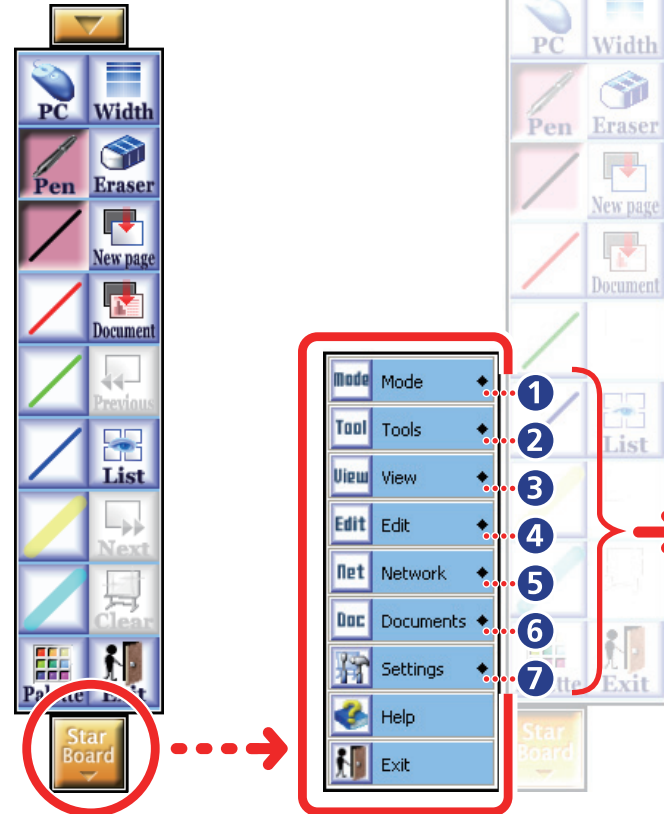 PC Width
Pen Eraser
New page
Document
Previous
List
Next
Clear
Palette Exit
Star
Board
Mode Mode 1
Tool Tools 2
View View 3
Edit Edit 4
Net Network 5
Doc Documents 6
Settings 7
Help
Exit
PC Width
Pen Eraser
New page
Document
List
tte Exit
Star
Board